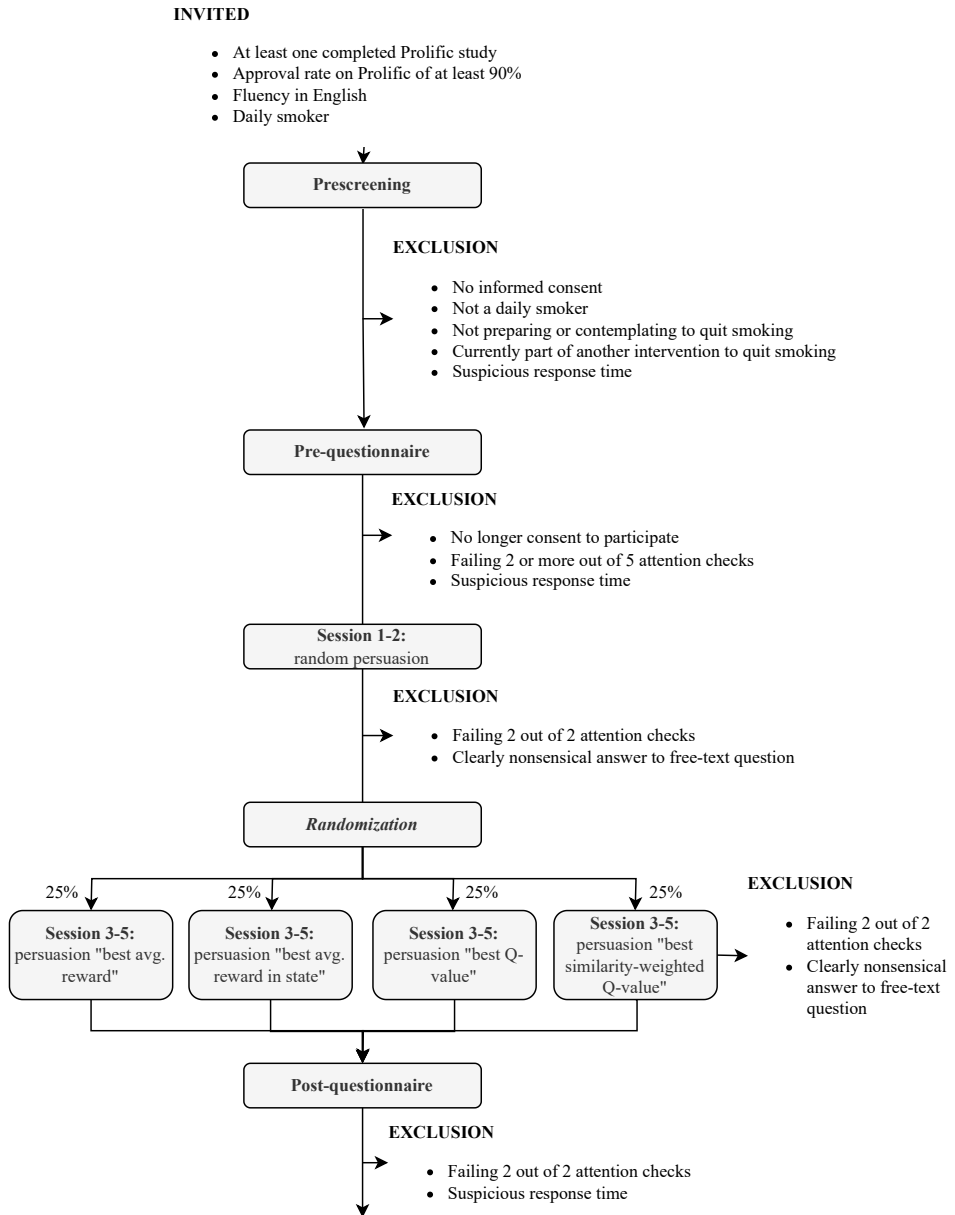 INVITED
• At least one completed Prolific study
• Approval rate on Prolific of at least 90%
• Fluency in English
• Daily smoker
Prescreening
EXCLUSION
• No informed consent
• Not a daily smoker
• Not preparing or contemplating to quit smoking
• Currently part of another intervention to quit smoking
• Suspicious response time
Pre-questionnaire
EXCLUSION
• No longer consent to participate
• Failing 2 or more out of 5 attention checks
• Suspicious response time
Session 1-2:
random persuasion
EXCLUSION
• Failing 2 out of 2 attention checks
• Clearly nonsensical answer to free-text question
Randomization
25%
25%
25%
25%
Session 3-5:
persuasion "best avg.
reward"
Session 3-5:
persuasion "best avg.
reward in state"
Session 3-5:
persuasion "best Q-
value"
Session 3-5:
persuasion "best
similarity-weighted
Q-value"
EXCLUSION
• Failing 2 out of 2
attention checks
• Clearly nonsensical
answer to free-text
question
Post-questionnaire
EXCLUSION
• Failing 2 out of 2 attention checks
• Suspicious response time